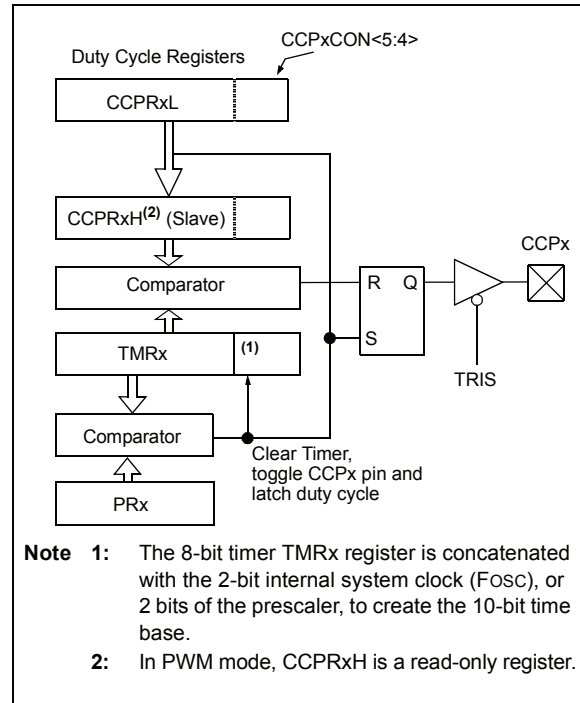 CCPxCON<5:4>
Duty Cycle Registers
CCPRxL
CCPRxH(2) (Slave)
CCPx
Comparator
R Q
TMRx (1)
S
TRIS
Comparator
Clear Timer,
toggle CCPx pin and
latch duty cycle
PRx
Note 1: The 8-bit timer TMRx register is concatenated
with the 2-bit internal system clock (FOSC), or
2 bits of the prescaler, to create the 10-bit time
base.
2: In PWM mode, CCPRxH is a read-only register.